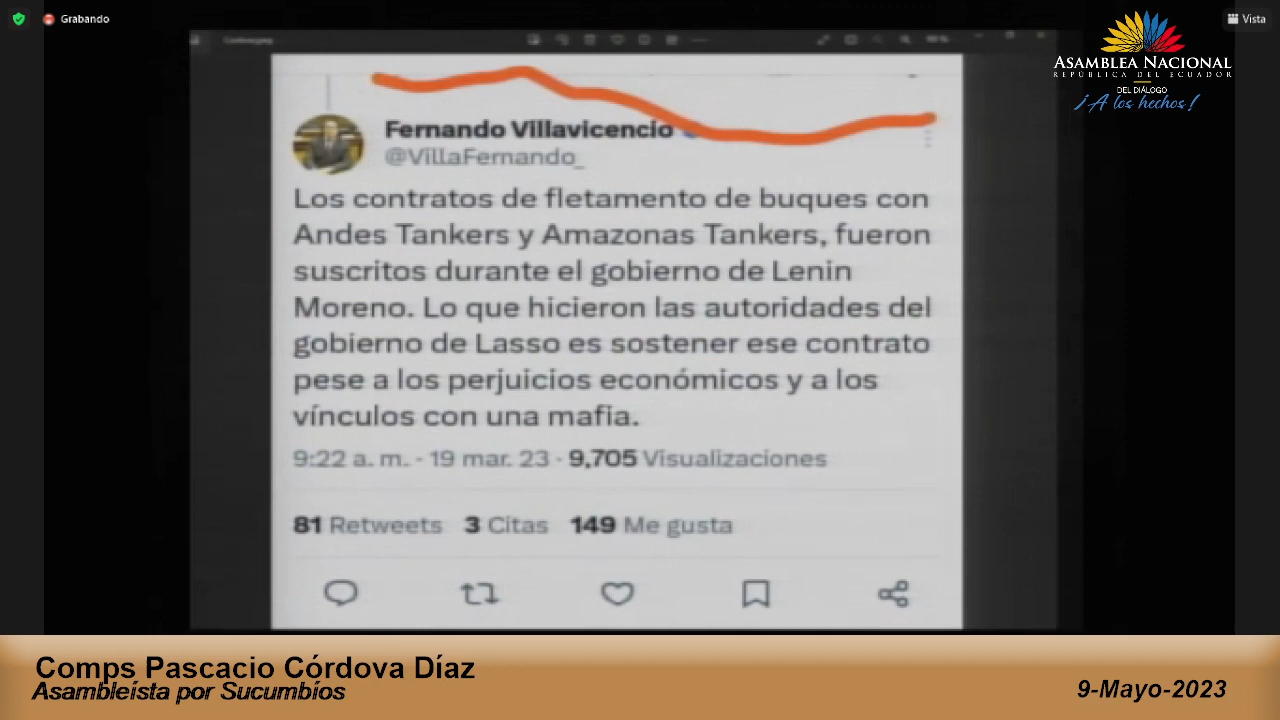 Grabando
Vista
ASAMBLEA NACIONAL
REPÚBLICA DEL ECUADOR
DEL DIÁLOGO
¡A los hechos!
Fernando Villavicencio
@VillaFernando_
Los contratos de fletamento de buques con
Andes Tankers y Amazonas Tankers, fueron
suscritos durante el gobierno de Lenin
Moreno. Lo que hicieron las autoridades del
gobierno de Lasso es sostener ese contrato
pese a los perjuicios económicos y a los
vínculos con una mafia.
9:22 a. m. · 19 mar. 23 · 9,705 Visualizaciones
81 Retweets 3 Citas 149 Me gusta
Comps Pascacio Córdova Díaz
Asambleísta por Sucumbíos
9-Mayo-2023